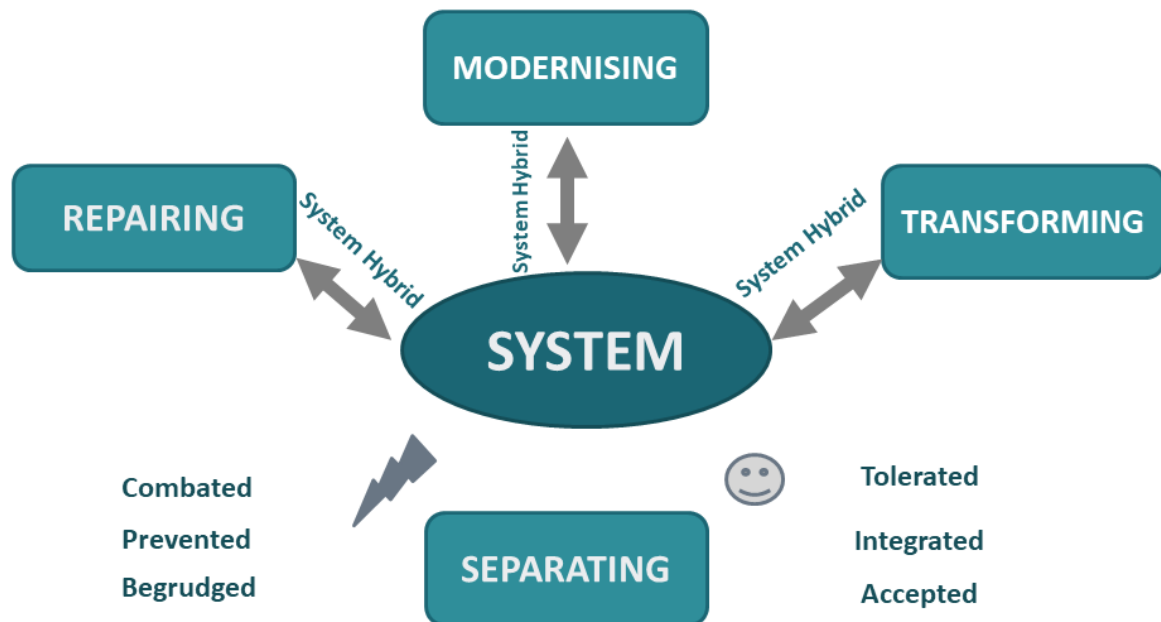 MODERNISING
System Hybrid
REPAIRING
System Hybrid
System Hybrid
TRANSFORMING
SYSTEM
Combated
Prevented
Begrudged
SEPARATING
Tolerated
Integrated
Accepted